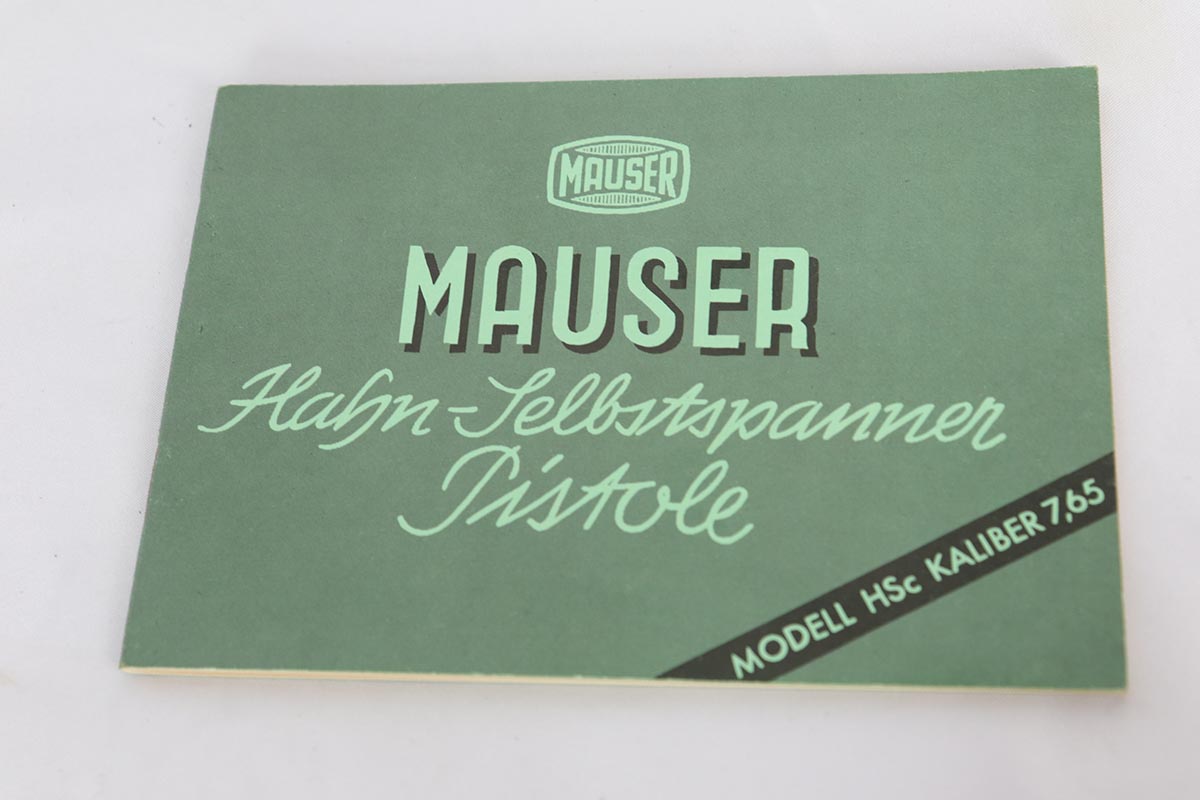 MAUSER
MAUSER
Hahn-Selbstspanner
Pistole
MODELL HSc KALIBER 7,65